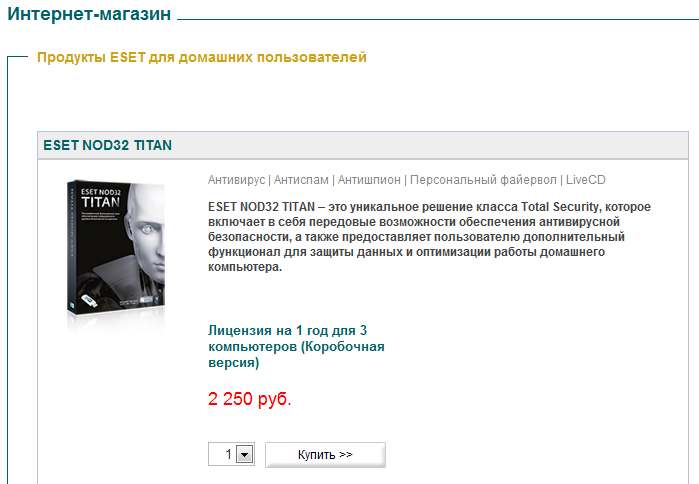 Интернет-магазин
Продукты ESET для домашних пользователей
ESET NOD32 TITAN
Антивирус | Антиспам | Антишпион | Персональный файервол | LiveCD
ESET NOD32 TITAN – это уникальное решение класса Total Security, которое
включает в себя передовые возможности обеспечения антивирусной
безопасности, а также предоставляет пользователю дополнительный
функционал для защиты данных и оптимизации работы домашнего
компьютера.
ESET NOD32
TITAN
Лицензия на 1 год для 3
компьютеров (Коробочная
версия)
2 250 руб.
1
Купить >>